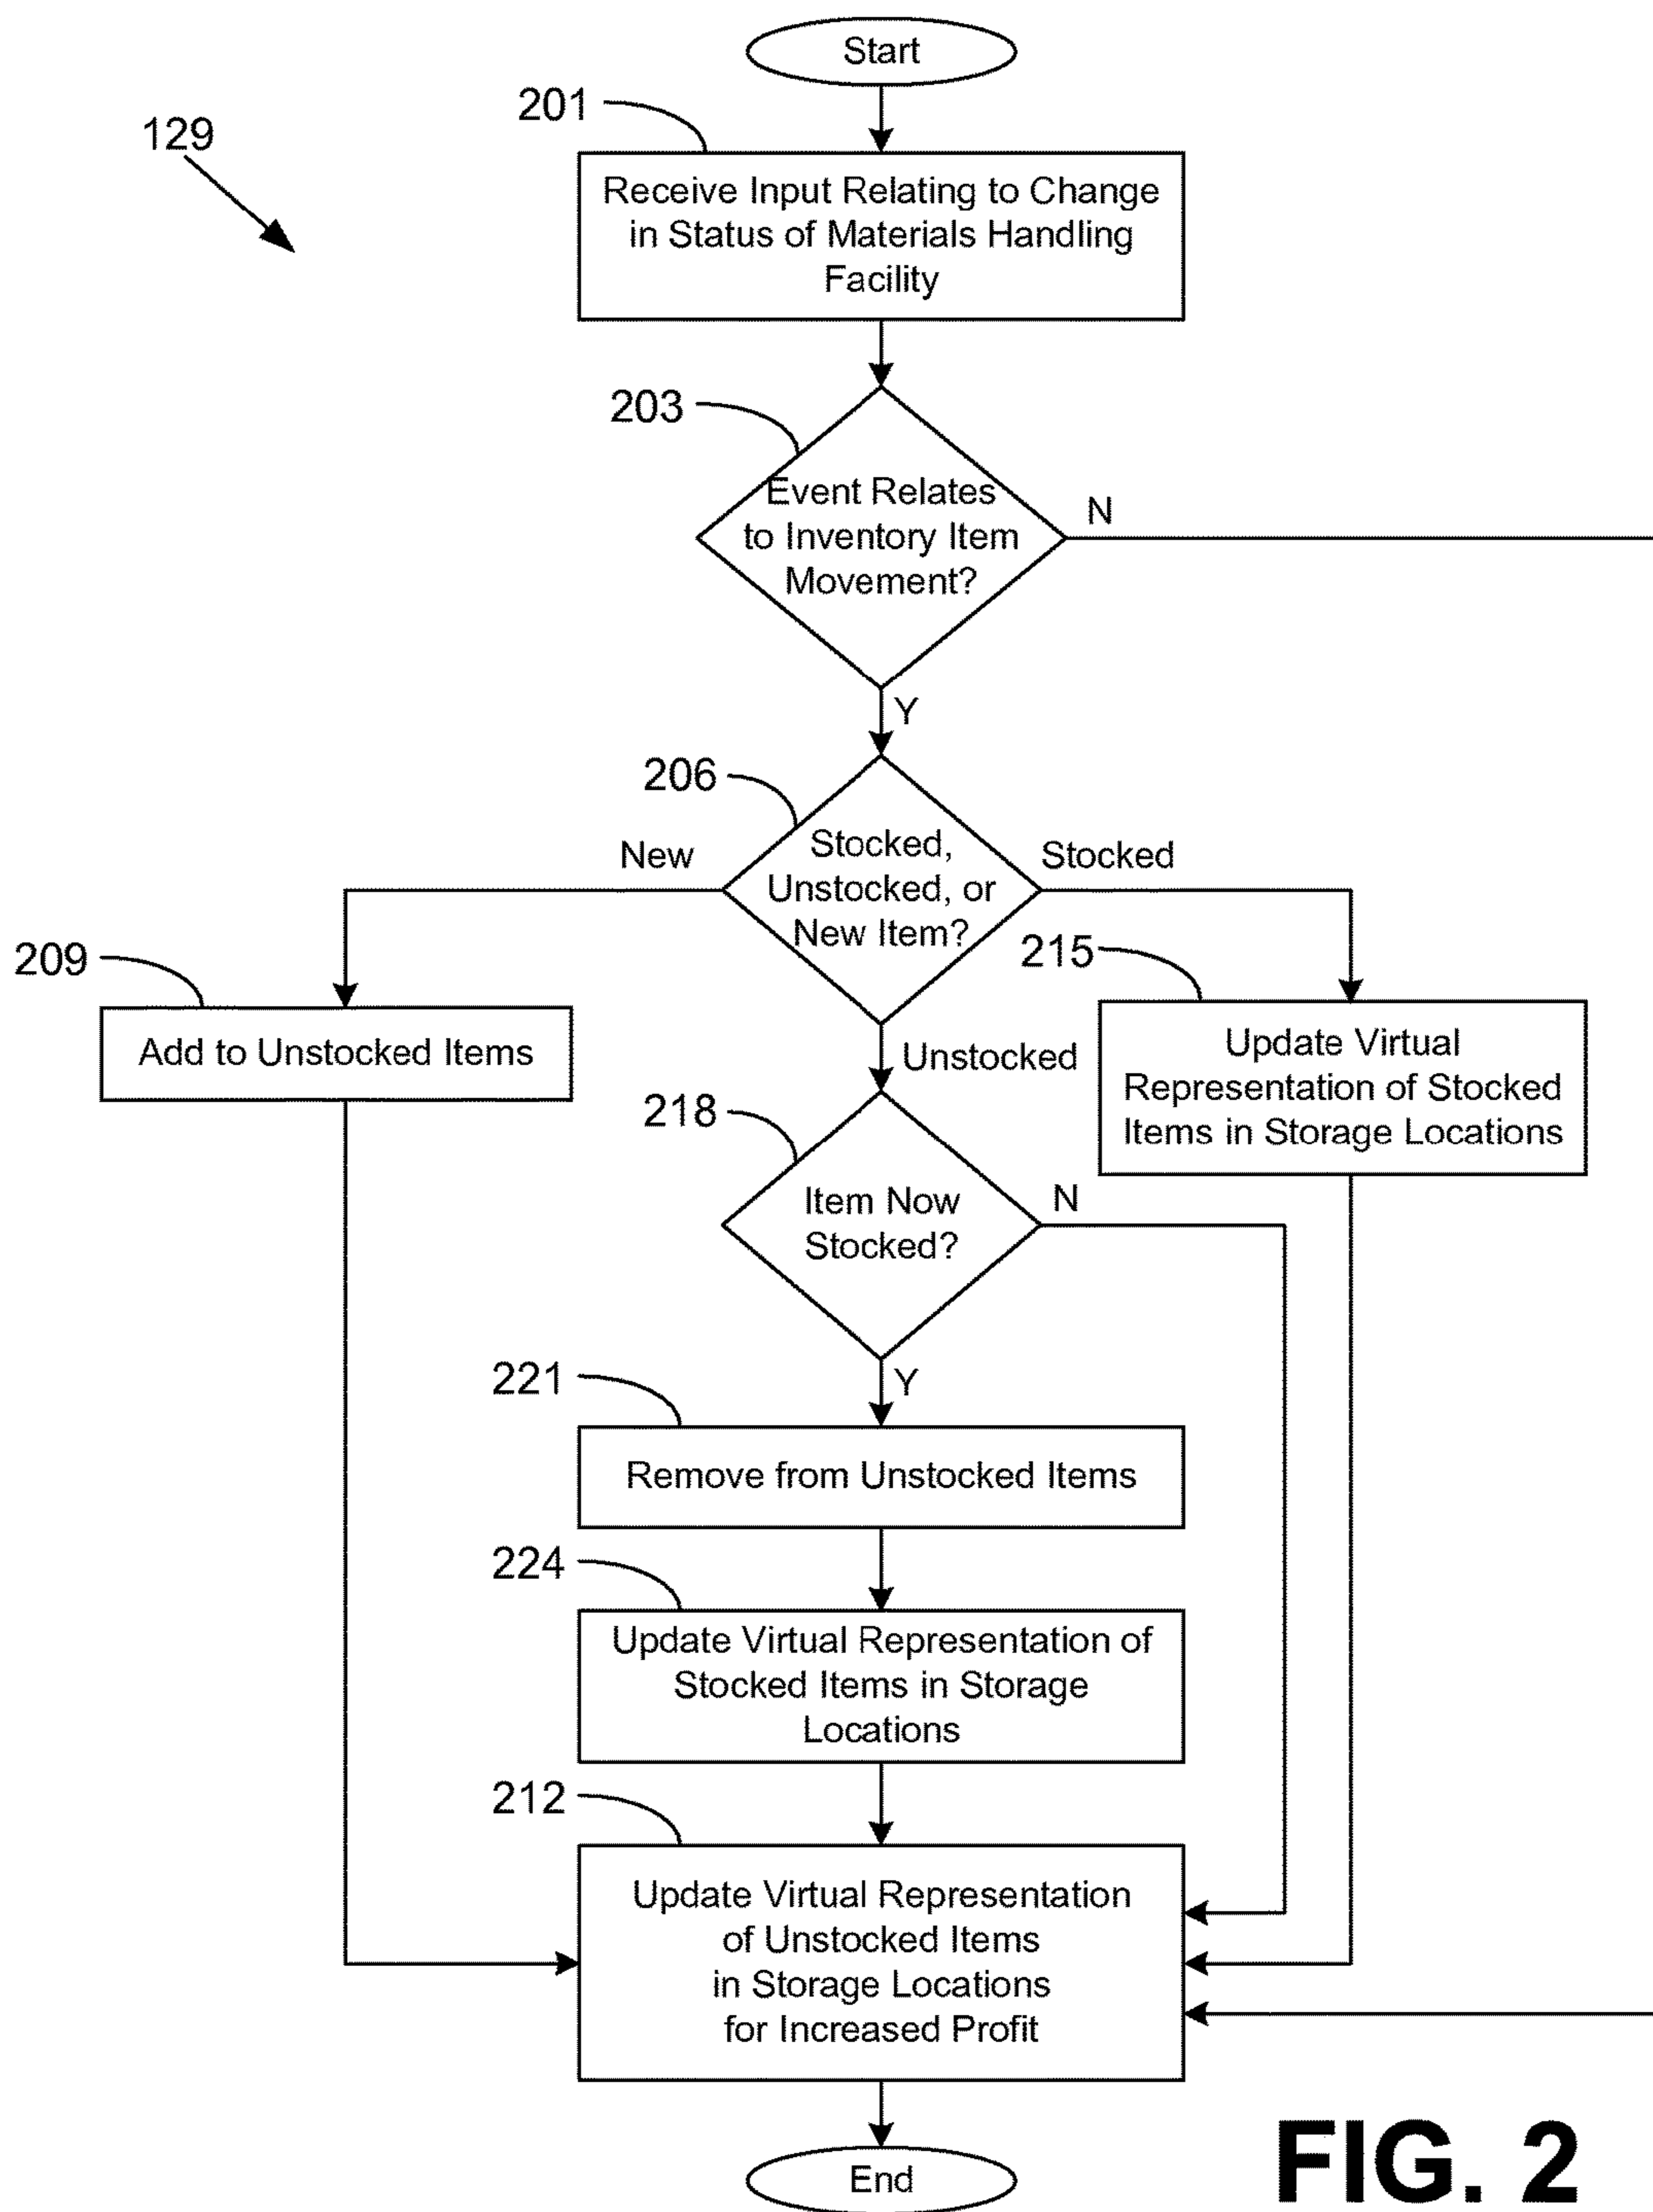 Start
201
129
Receive Input Relating to Change
in Status of Materials Handling
Facility
203
Event Relates
to Inventory Item
Movement?
N
Y
206
Stocked,
Unstocked, or
New Item?
New
Stocked
209
215
Add to Unstocked Items
Update Virtual
Representation of Stocked
Items in Storage Locations
Unstocked
218
Item Now
Stocked?
N
Y
221
Remove from Unstocked Items
224
Update Virtual Representation of
Stocked Items in Storage
Locations
212
Update Virtual Representation
of Unstocked Items
in Storage Locations
for Increased Profit
End
FIG. 2